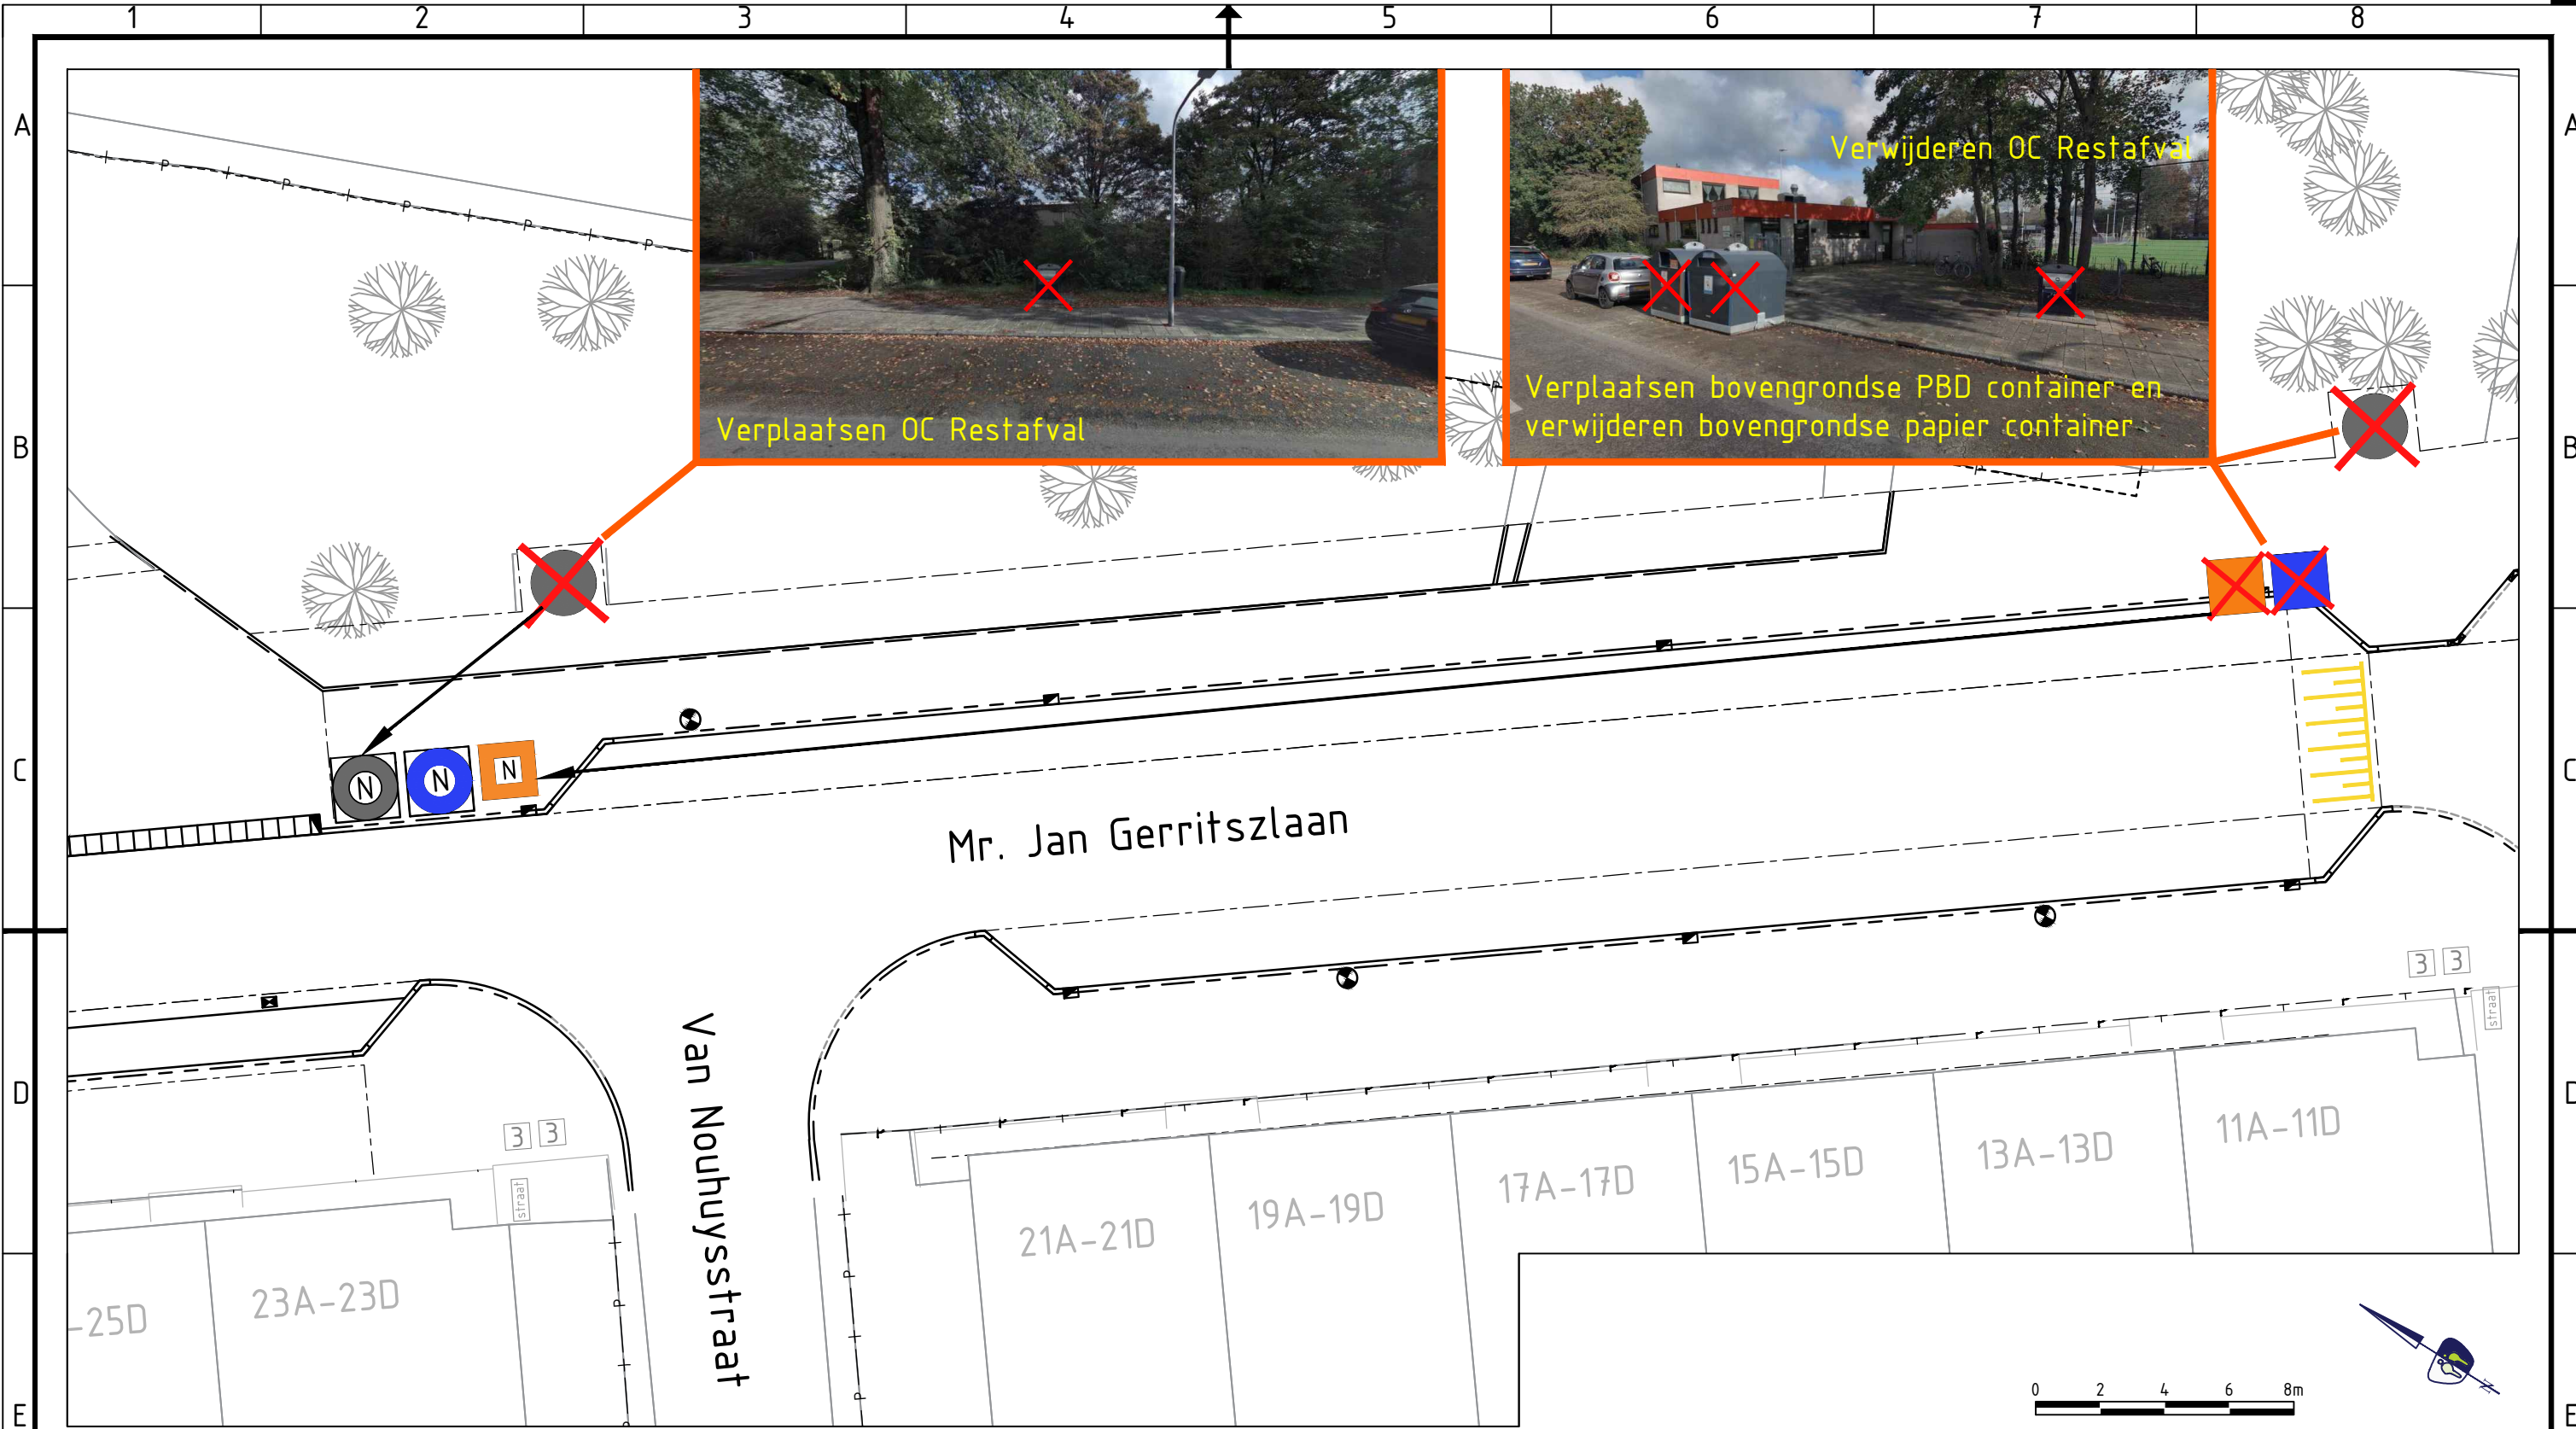 1 2 3 4 5 6 7 8
A A
Verwijderen OC Restafval
Verplaatsen bovengrondse PBD container en
verwijderen bovengrondse papier container
Verplaatsen OC Restafval
P P P P P
P
B B
N N N
C C
Mr. Jan Gerritszlaan
3 3
straat
Van Nouhuysstraat
D D
3 3
straat
11A-11D
13A-13D
15A-15D
17A-17D
19A-19D
21A-21D
23A-23D
-25D
P P
P
N
0 2 4 6 8m
E E